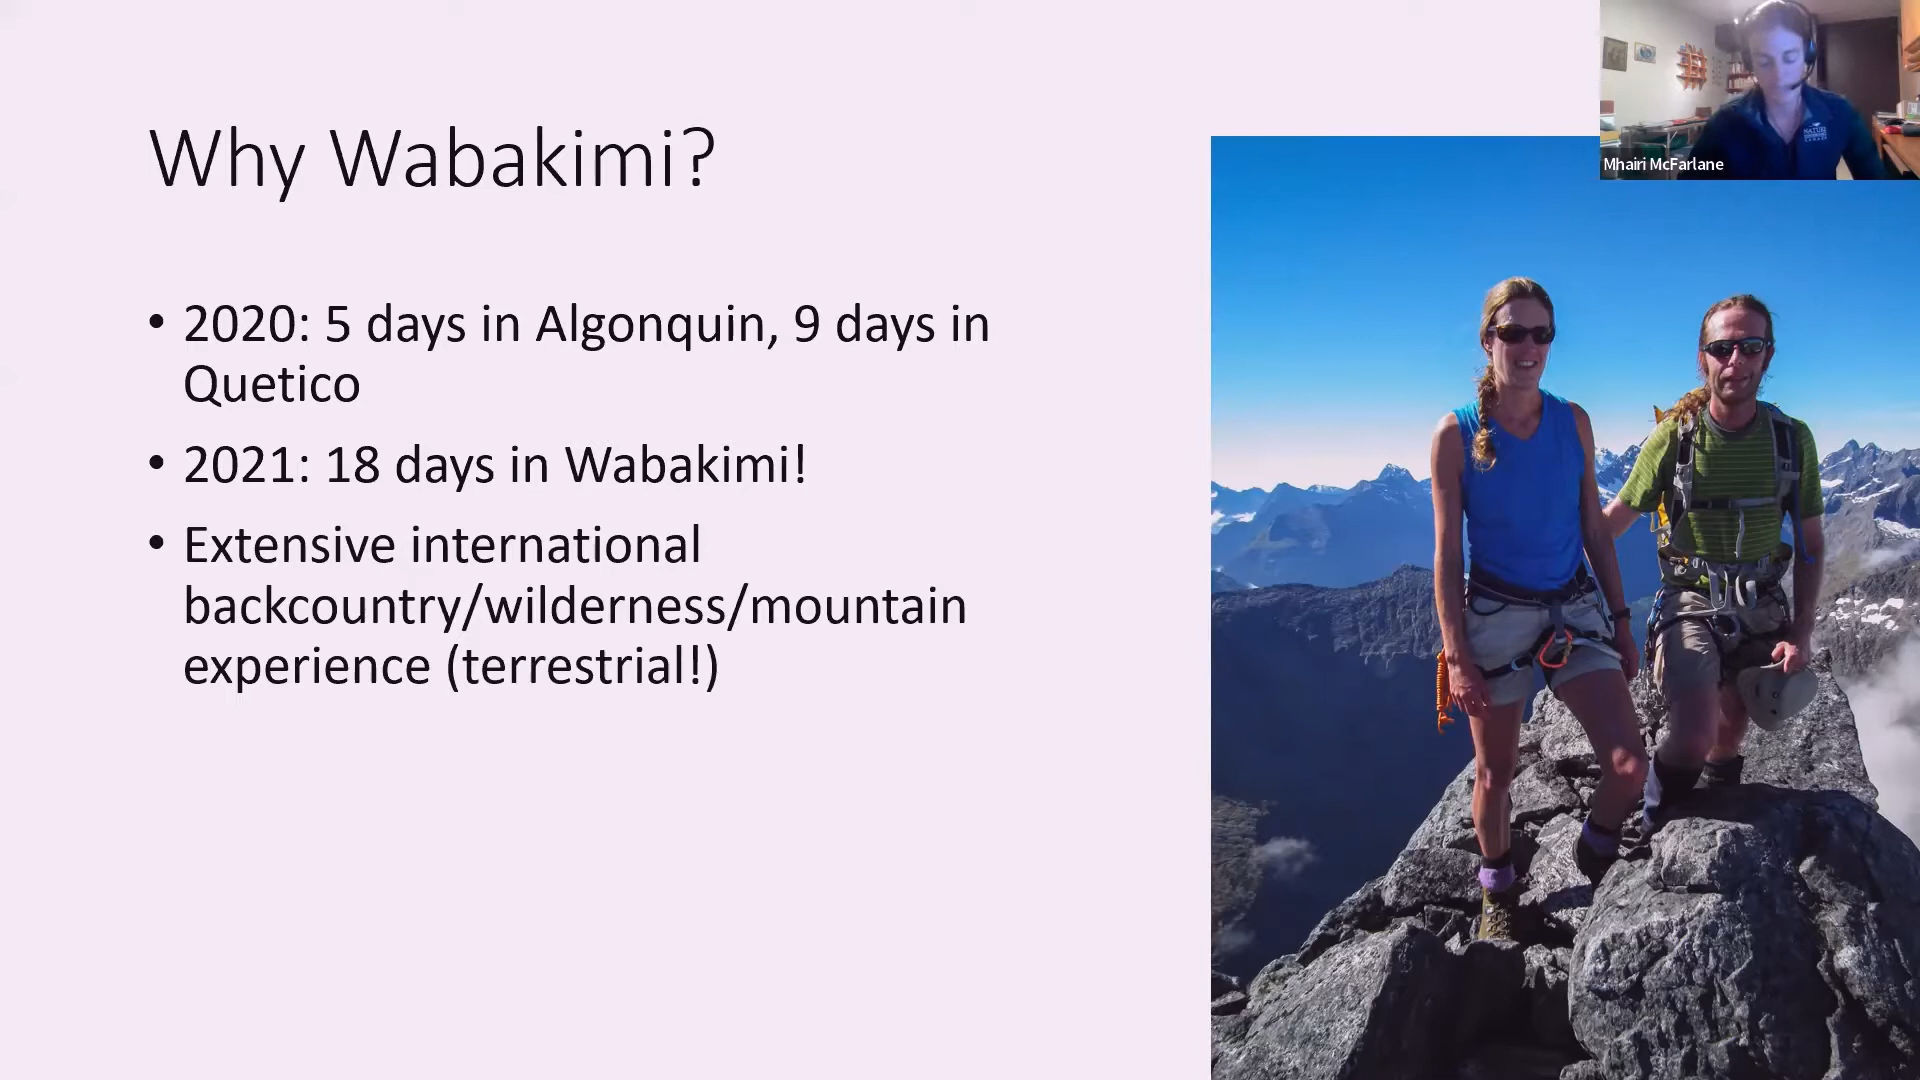 Why Wabakimi?
• 2020: 5 days in Algonquin, 9 days in
Quetico
• 2021: 18 days in Wabakimi!
• Extensive international
backcountry/wilderness/mountain
experience (terrestrial!)
Mhairi McFarlane
NATURE